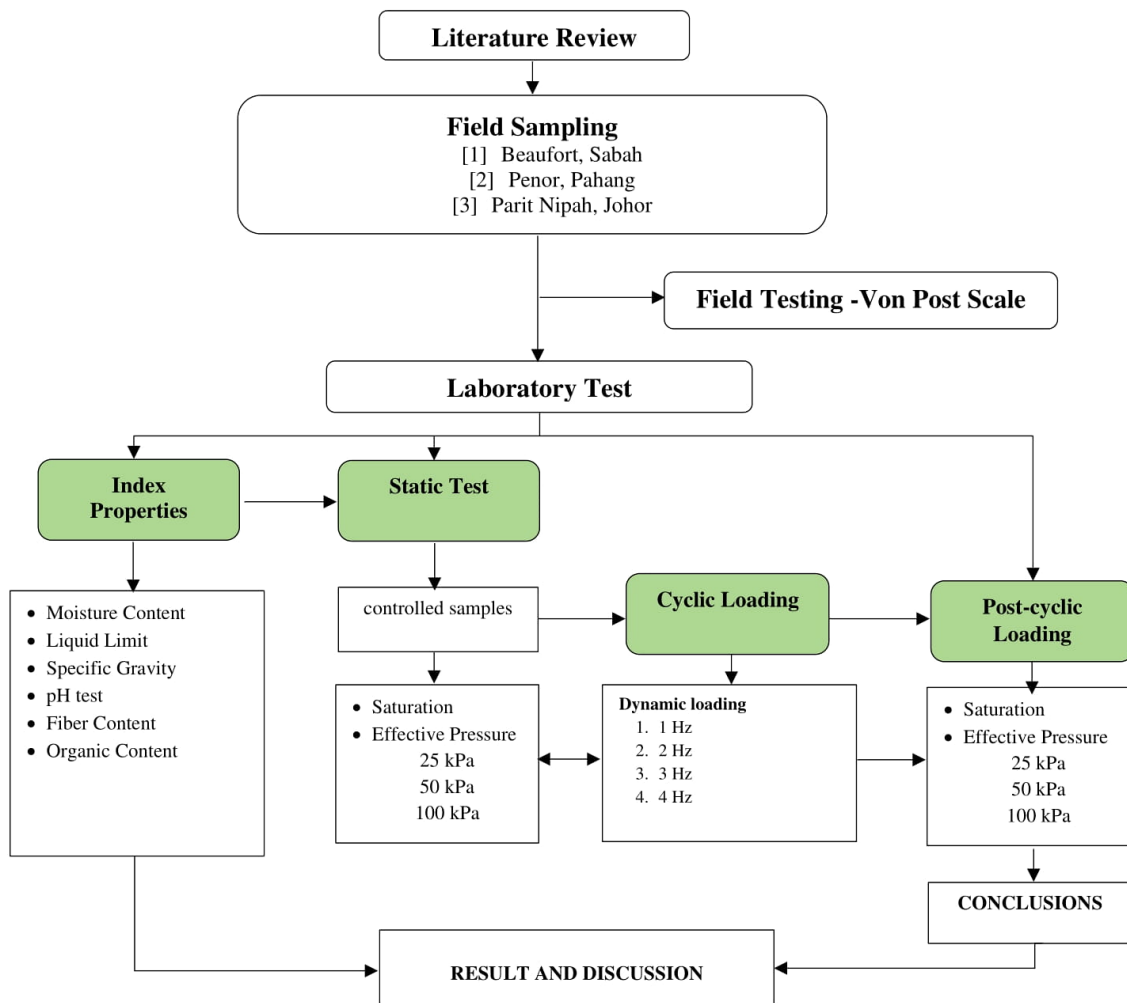 Literature Review
Field Sampling
[1] Beaufort, Sabah
[2] Penor, Pahang
[3] Parit Nipah, Johor
Field Testing -Von Post Scale
Laboratory Test
Index
Properties
Static Test
• Moisture Content
• Liquid Limit
• Specific Gravity
• pH test
• Fiber Content
• Organic Content
controlled samples
Cyclic Loading
Post-cyclic
Loading
• Saturation
• Effective Pressure
25 kPa
50 kPa
100 kPa
Dynamic loading
1. 1 Hz
2. 2 Hz
3. 3 Hz
4. 4 Hz
• Saturation
• Effective Pressure
25 kPa
50 kPa
100 kPa
CONCLUSIONS
RESULT AND DISCUSSION